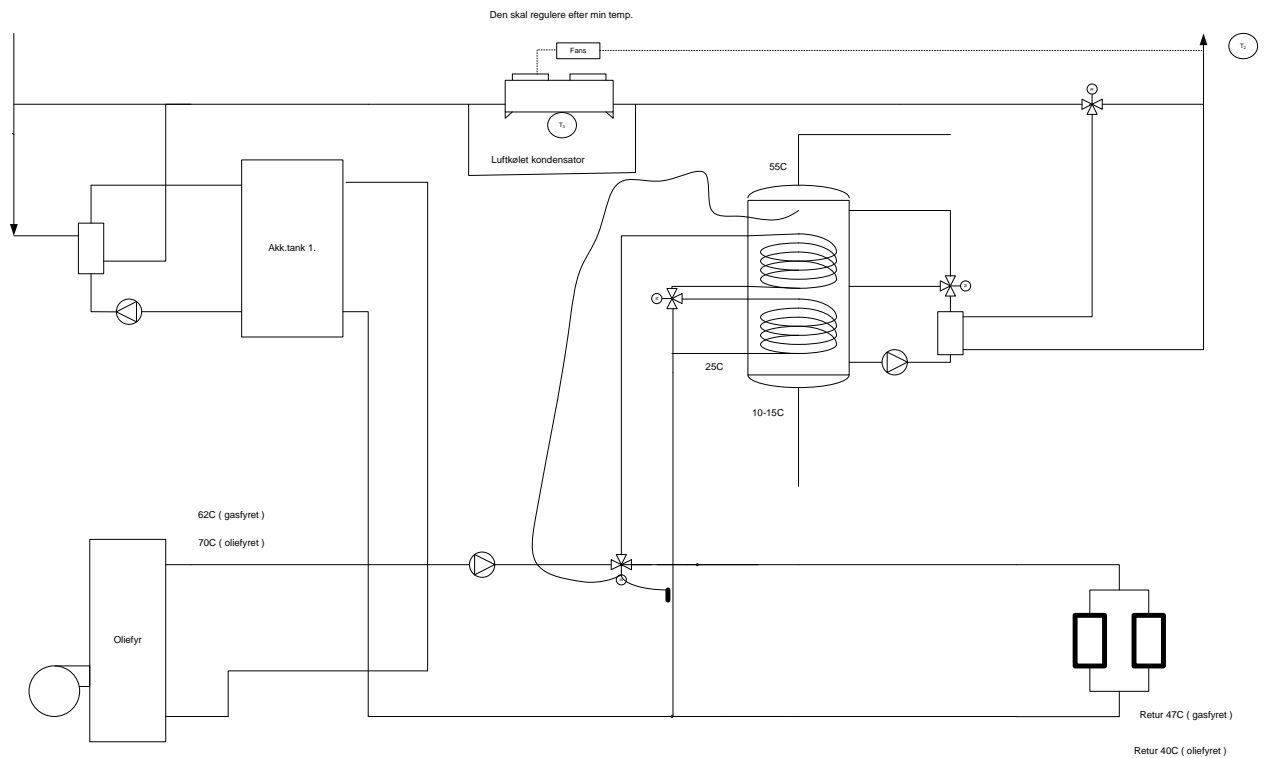 Den skal regulere efter min temp.
Fans
T2
T3
Luftkølet kondensator
55C
Akk.tank 1.
25C
10-15C
62C ( gasfyret )
70C ( oliefyret )
Oliefyr
Retur 47C ( gasfyret )
Retur 40C ( oliefyret )